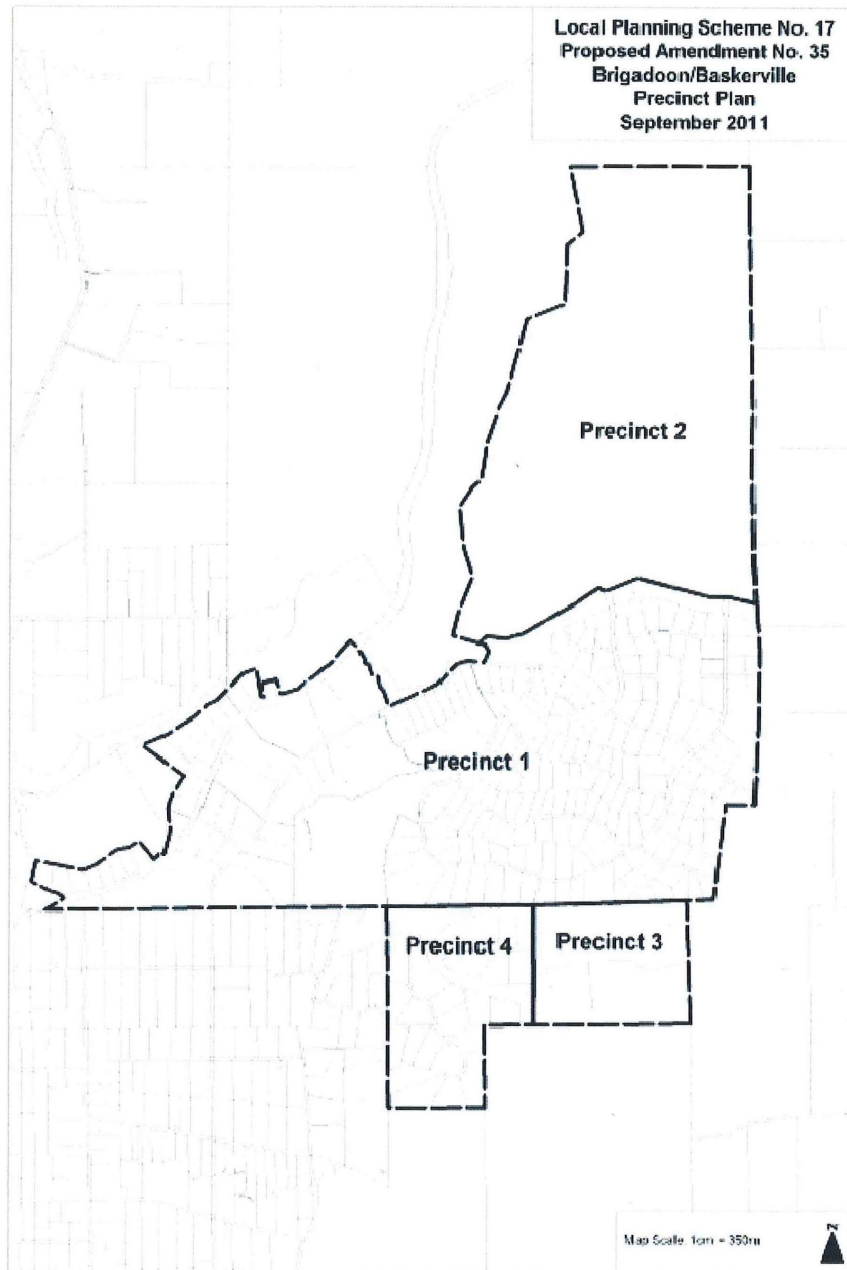 Local Planning Scheme No. 17
Proposed Amendment No. 35
Brigadoon/Baskerville
Precinct Plan
September 2011
Precinct 2
Precinct 1
Precinct 4
Precinct 3
Map Scale 1cm = 350m
N